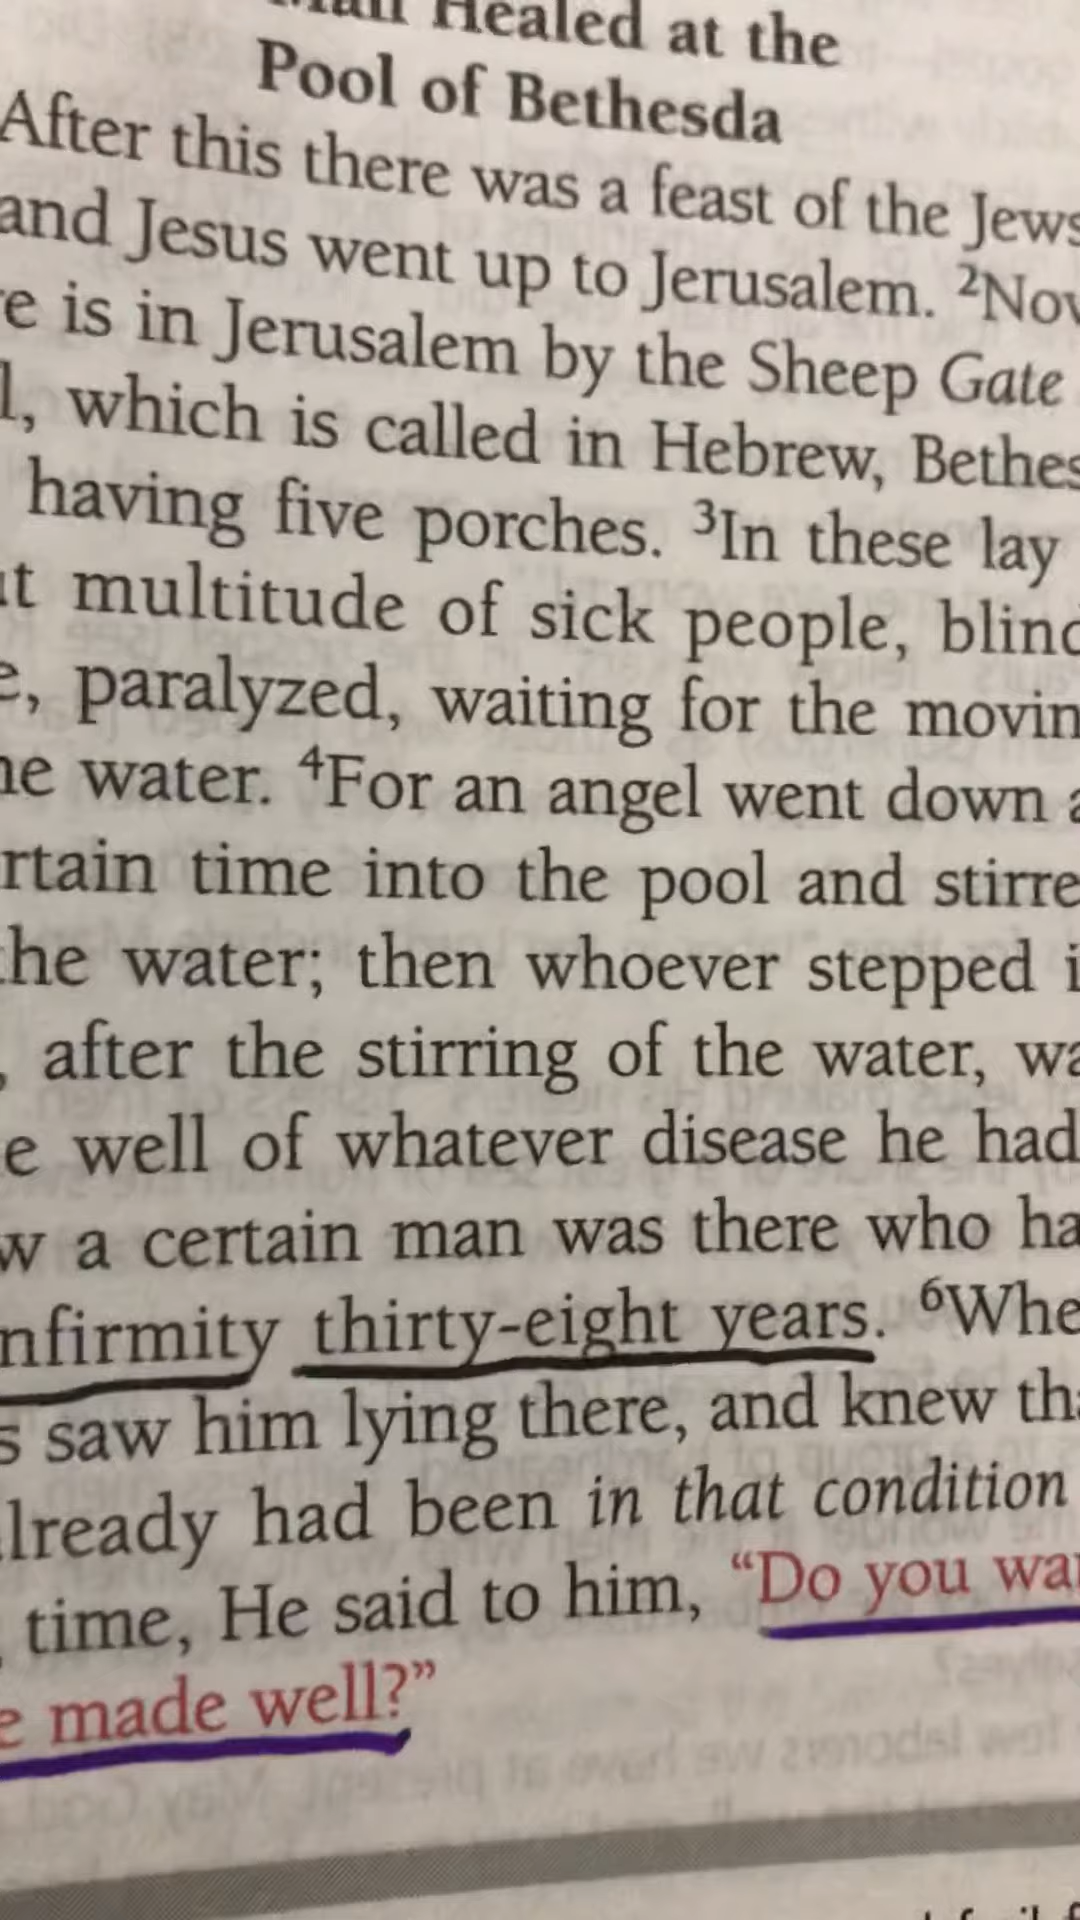 Man Healed at the
Pool of Bethesda
After this there was a feast of the Jews
and Jesus went up to Jerusalem. ²Nov
e is in Jerusalem by the Sheep Gate
l, which is called in Hebrew, Bethes
having five porches. ³In these lay
t multitude of sick people, blind
e, paralyzed, waiting for the movin
he water. ⁴For an angel went down a
rtain time into the pool and stirre
the water; then whoever stepped i
, after the stirring of the water, wa
e well of whatever disease he had
w a certain man was there who ha
nfirmity thirty-eight years. ⁶Whe
s saw him lying there, and knew tha
lready had been in that condition
time, He said to him, “Do you wan
e made well?”